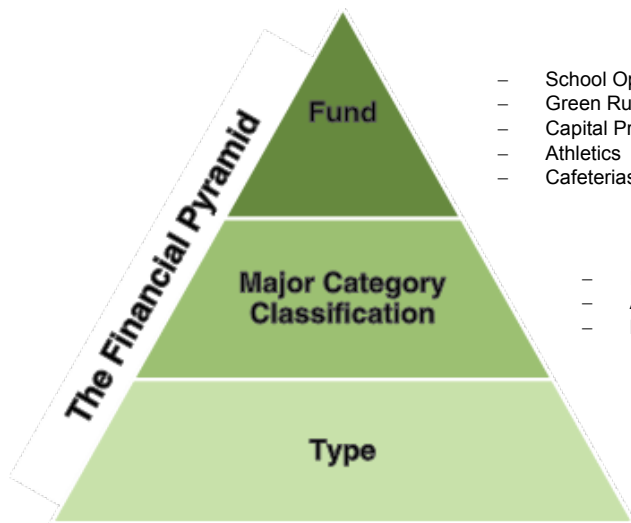 The Financial Pyramid
Fund
– School Op
– Green Ru
– Capital Pr
– Athletics
– Cafeterias
Major Category
Classification
–
– A
–
Type